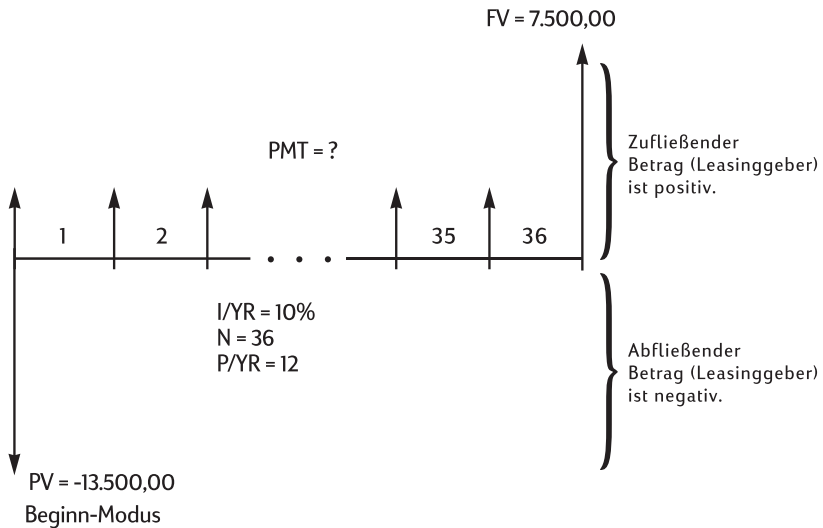 FV = 7.500,00
PMT = ?
Zufließender
Betrag (Leasinggeber)
ist positiv.
1 2 35 36
I/YR = 10%
N = 36
P/YR = 12
Abfließender
Betrag (Leasinggeber)
ist negativ.
PV = -13.500,00
Beginn-Modus